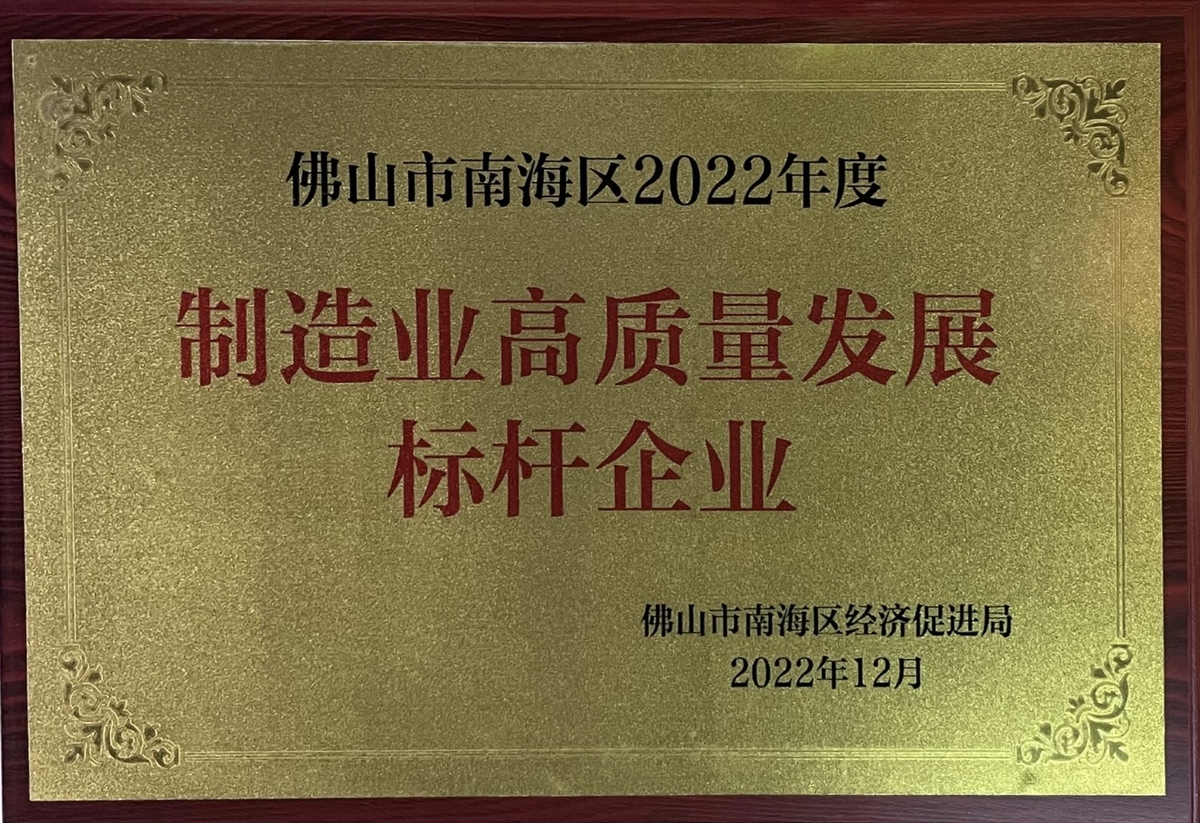 佛山市南海区2022年度
制造业高质量发展
标杆企业
佛山市南海区经济促进局
2022年12月